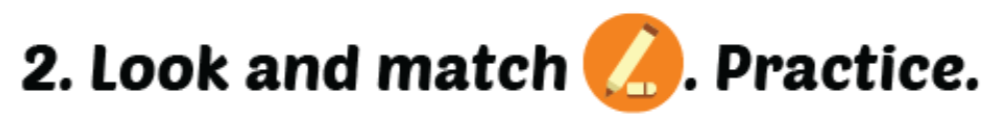 2. Look and match . Practice.